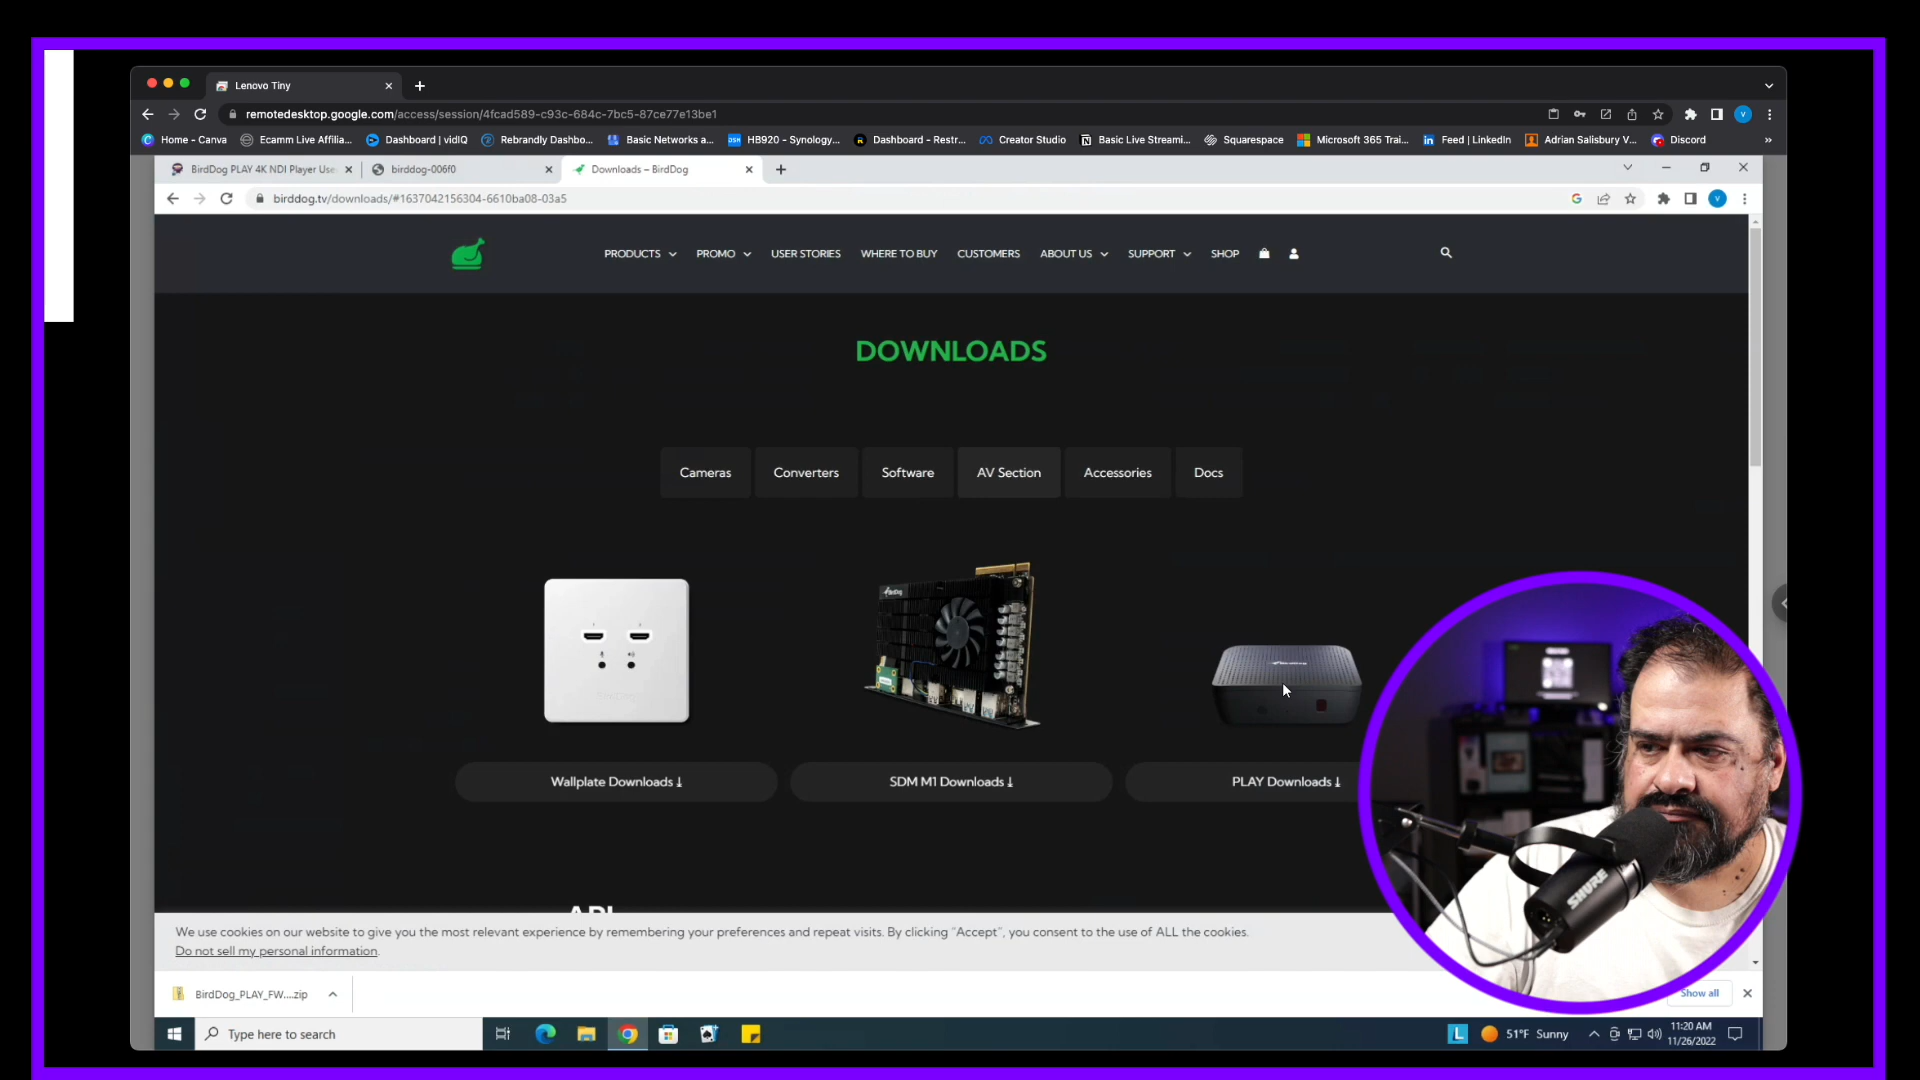 Lenovo Tiny
remotedesktop.google.com/access/session/4fcad589-c93c-684c-7bc5-87ce77e13be1
Home - Canva
Ecamm Live Affilia...
Dashboard | vidIQ
Rebrandly Dashbo...
Basic Networks a...
HB920 - Synology...
Dashboard - Restr...
Creator Studio
Basic Live Streami...
Squarespace
Microsoft 365 Trai...
Feed | LinkedIn
Adrian Salisbury V...
Discord
BirdDog PLAY 4K NDI Player Use
birddog-006f0
Downloads – BirdDog
birddog.tv/downloads/#1637042156304-6610ba08-03a5
PRODUCTS
PROMO
USER STORIES
WHERE TO BUY
CUSTOMERS
ABOUT US
SUPPORT
SHOP
DOWNLOADS
Cameras
Converters
Software
AV Section
Accessories
Docs
Wallplate Downloads
SDM M1 Downloads
PLAY Downloads
SHURE
We use cookies on our website to give you the most relevant experience by remembering your preferences and repeat visits. By clicking "Accept", you consent to the use of ALL the cookies.
Do not sell my personal information.
BirdDog_PLAY_FW....zip
Show all
Type here to search
51°F Sunny
11:20 AM
11/26/2022